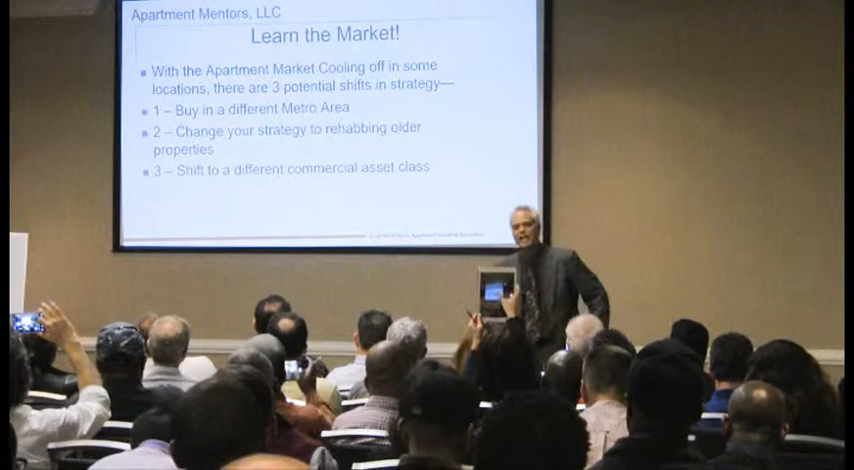 Apartment Mentors, LLC
Learn the Market!
With the Apartment Market Cooling off in some
locations, there are 3 potential shifts in strategy—
1 – Buy in a different Metro Area
2 – Change your strategy to rehabbing older
properties
3 – Shift to a different commercial asset class